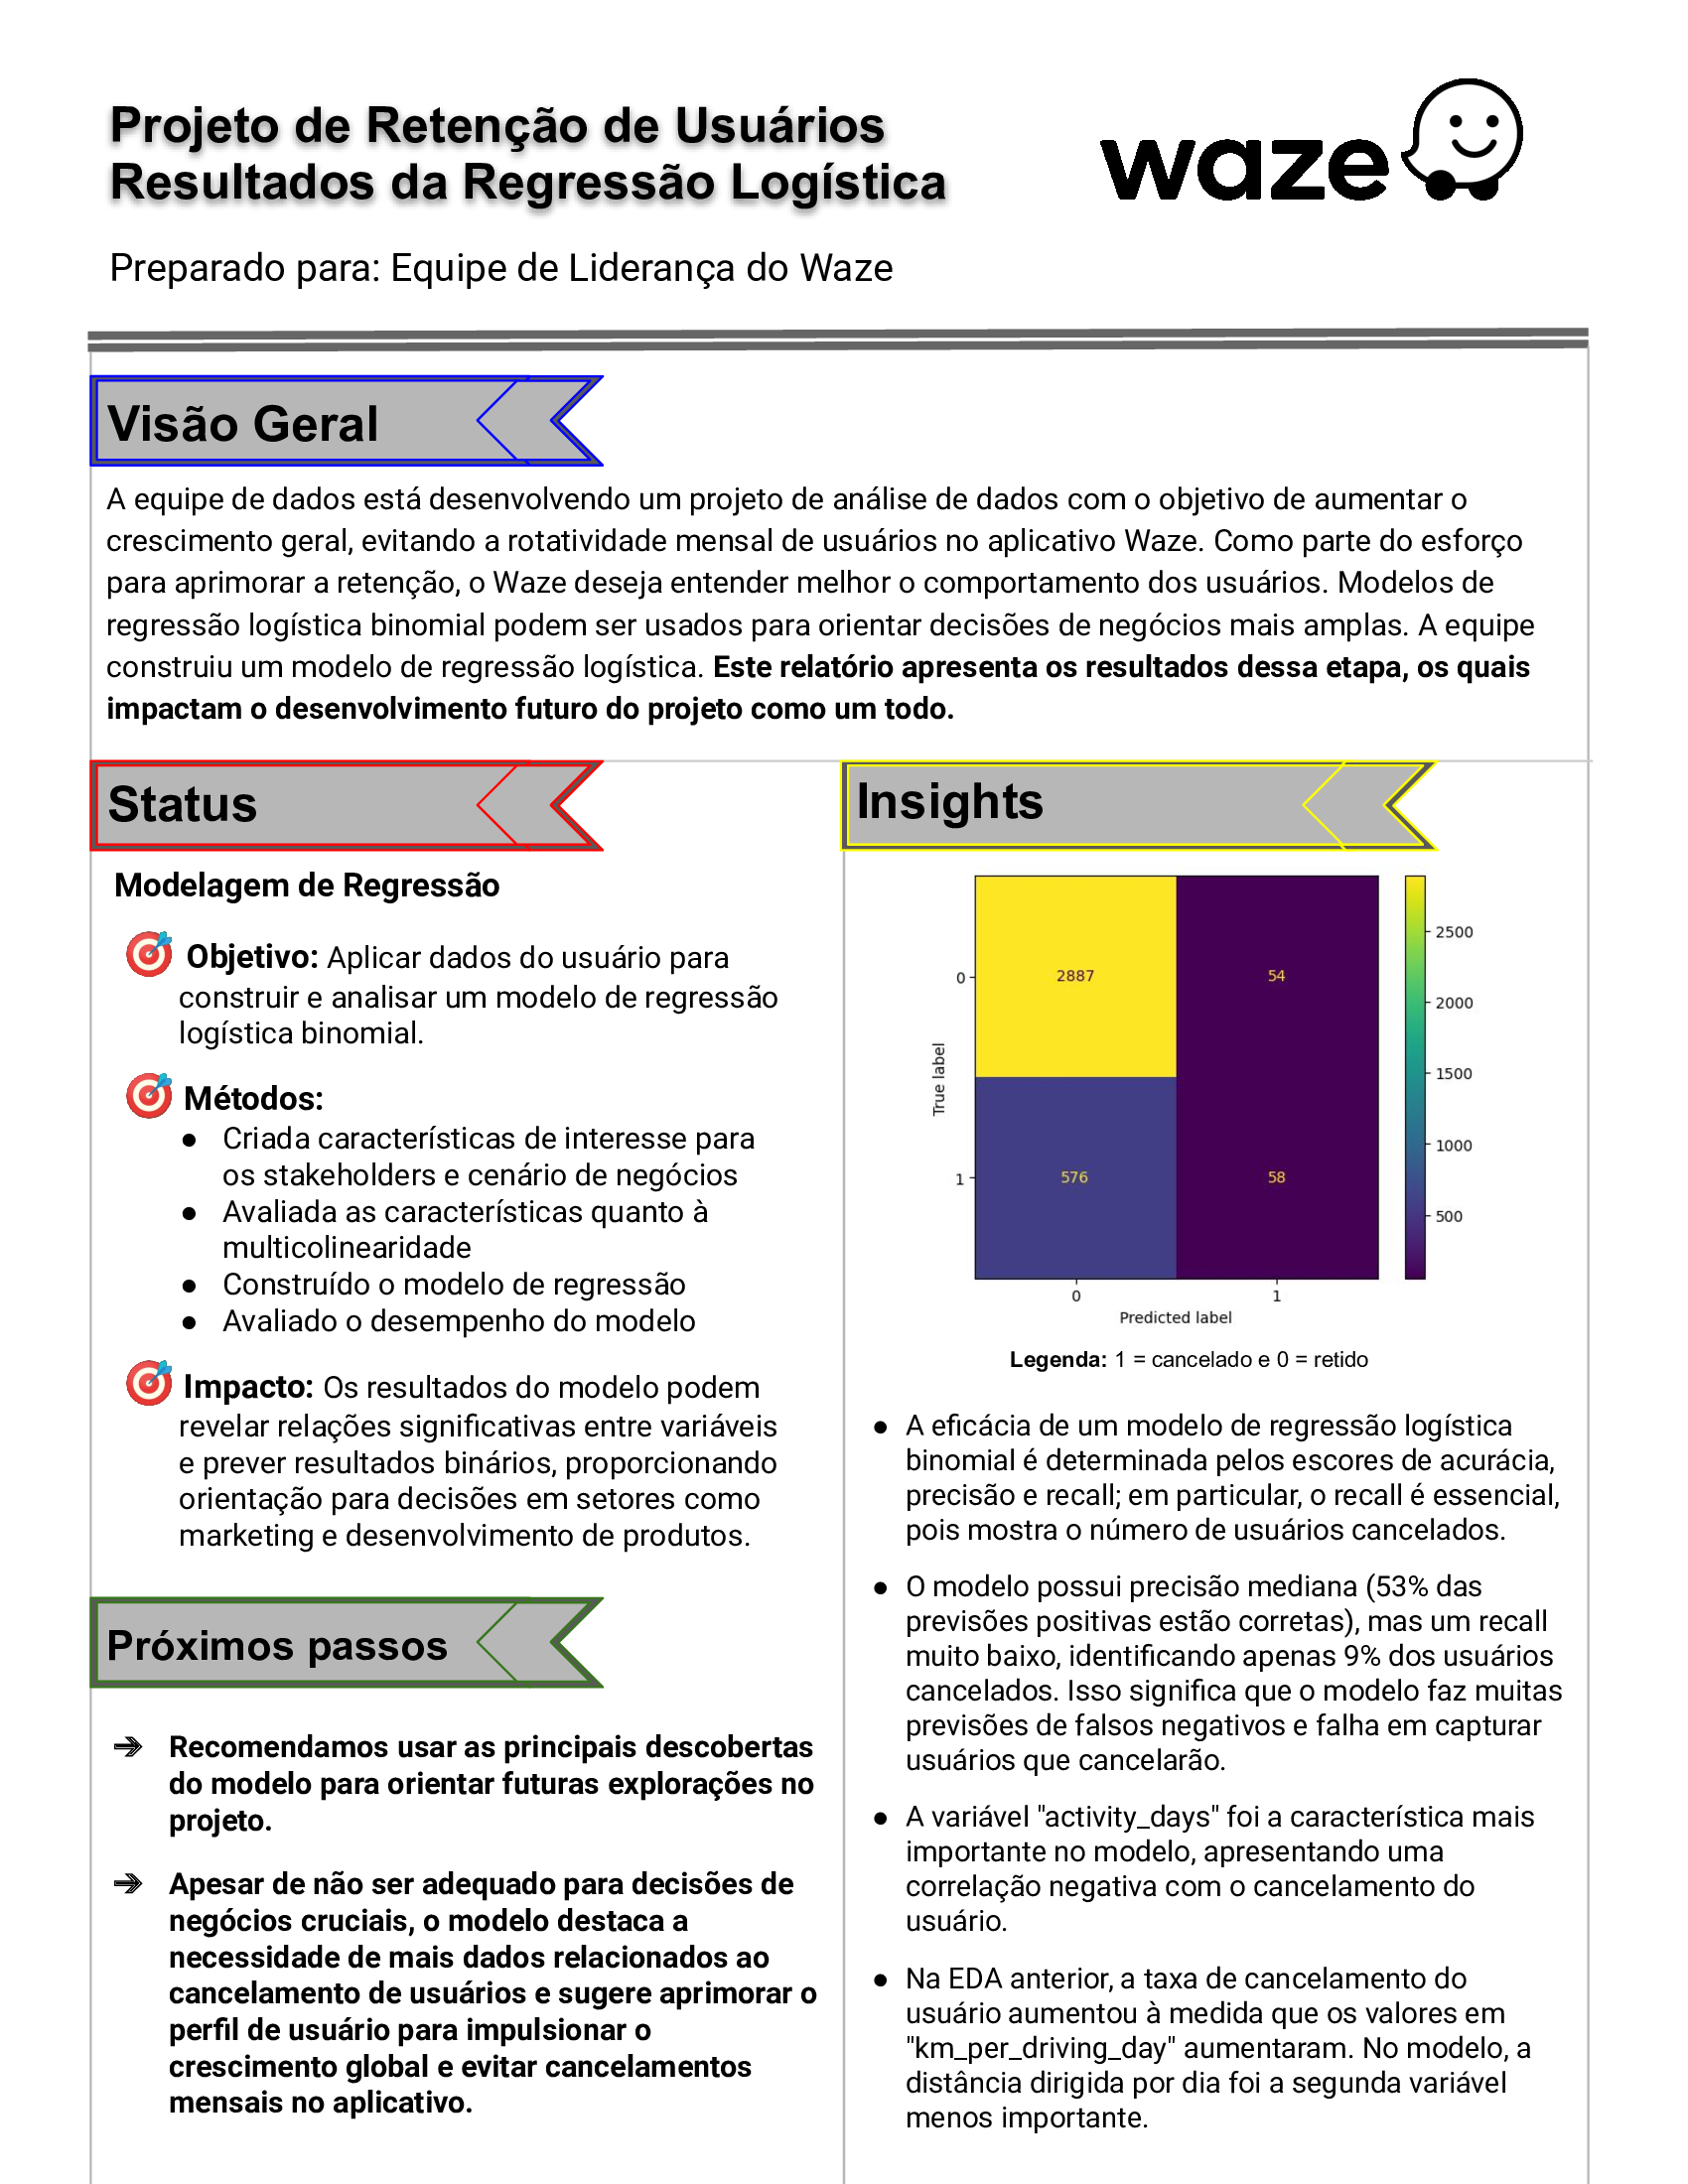 Projeto de Retenção de Usuários
Resultados da Regressão Logística
waze
Preparado para: Equipe de Liderança do Waze
Visão Geral
A equipe de dados está desenvolvendo um projeto de análise de dados com o objetivo de aumentar o
crescimento geral, evitando a rotatividade mensal de usuários no aplicativo Waze. Como parte do esforço
para aprimorar a retenção, o Waze deseja entender melhor o comportamento dos usuários. Modelos de
regressão logística binomial podem ser usados para orientar decisões de negócios mais amplas. A equipe
construiu um modelo de regressão logística. Este relatório apresenta os resultados dessa etapa, os quais
impactam o desenvolvimento futuro do projeto como um todo.
Status
Modelagem de Regressão
Objetivo: Aplicar dados do usuário para
construir e analisar um modelo de regressão
logística binomial.
Métodos:
● Criada características de interesse para
os stakeholders e cenário de negócios
● Avaliada as características quanto à
multicolinearidade
● Construído o modelo de regressão
● Avaliado o desempenho do modelo
Impacto: Os resultados do modelo podem
revelar relações significativas entre variáveis
e prever resultados binários, proporcionando
orientação para decisões em setores como
marketing e desenvolvimento de produtos.
Próximos passos
➔ Recomendamos usar as principais descobertas
do modelo para orientar futuras explorações no
projeto.
➔ Apesar de não ser adequado para decisões de
negócios cruciais, o modelo destaca a
necessidade de mais dados relacionados ao
cancelamento de usuários e sugere aprimorar o
perfil de usuário para impulsionar o
crescimento global e evitar cancelamentos
mensais no aplicativo.
Insights
2887
54
576
58
0
1
True label
0
1
Predicted label
2500
2000
1500
1000
500
Legenda: 1 = cancelado e 0 = retido
● A eficácia de um modelo de regressão logística
binomial é determinada pelos escores de acurácia,
precisão e recall; em particular, o recall é essencial,
pois mostra o número de usuários cancelados.
● O modelo possui precisão mediana (53% das
previsões positivas estão corretas), mas um recall
muito baixo, identificando apenas 9% dos usuários
cancelados. Isso significa que o modelo faz muitas
previsões de falsos negativos e falha em capturar
usuários que cancelarão.
● A variável "activity_days" foi a característica mais
importante no modelo, apresentando uma
correlação negativa com o cancelamento do
usuário.
● Na EDA anterior, a taxa de cancelamento do
usuário aumentou à medida que os valores em
"km_per_driving_day" aumentaram. No modelo, a
distância dirigida por dia foi a segunda variável
menos importante.